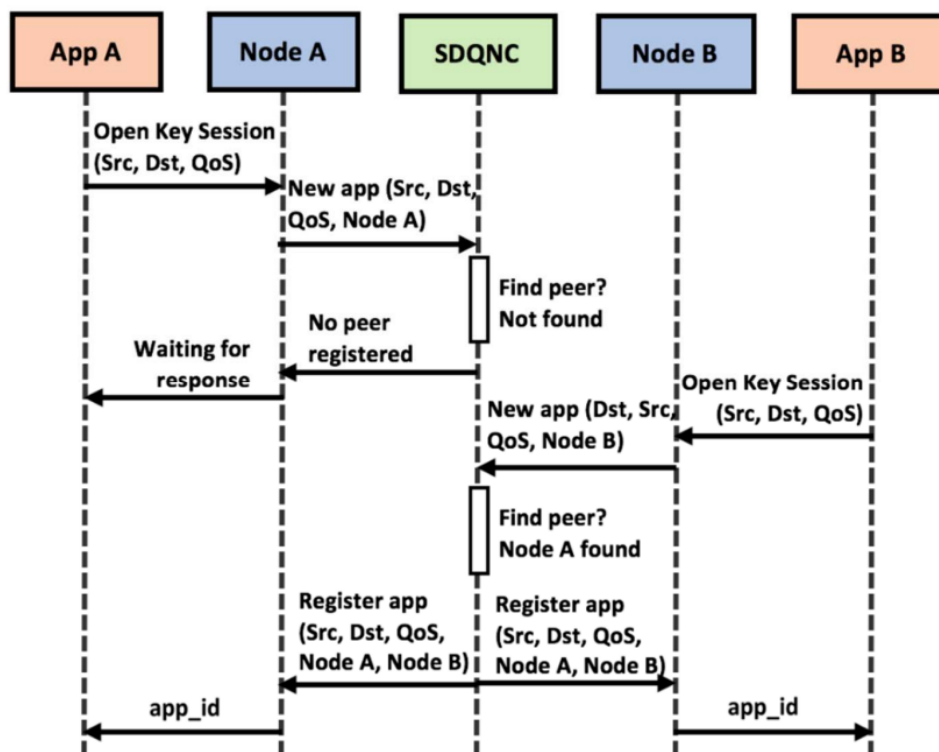 App A
Node A
SDQNC
Node B
App B
Open Key Session
(Src, Dst, QoS)
New app (Src, Dst,
QoS, Node A)
Find peer?
Not found
No peer
registered
Waiting for
response
Open Key Session
(Src, Dst, QoS)
New app (Dst, Src,
QoS, Node B)
Find peer?
Node A found
Register app
(Src, Dst, QoS,
Node A, Node B)
Register app
(Src, Dst, QoS,
Node A, Node B)
app_id
app_id